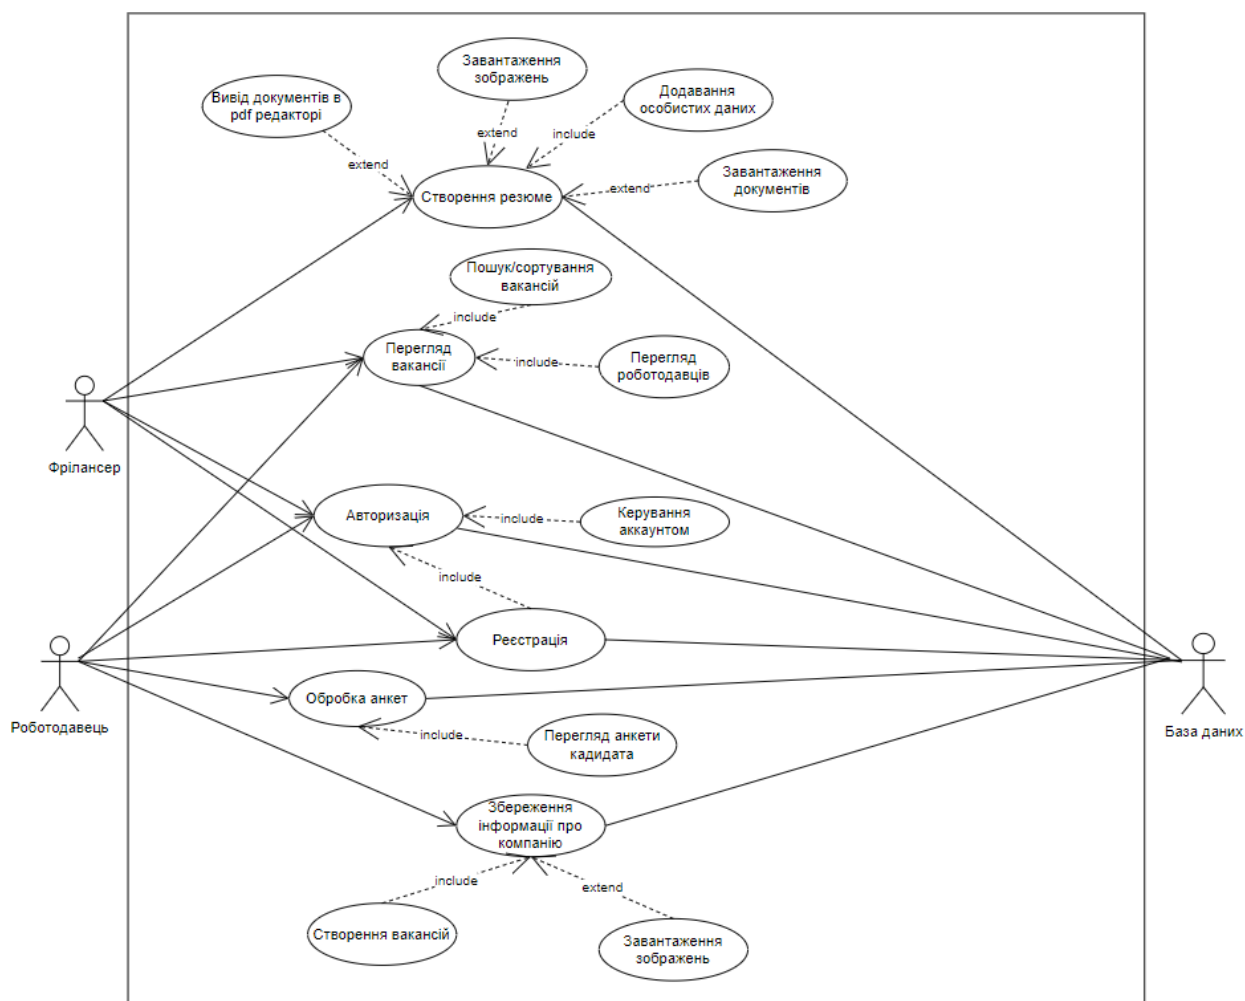 Завантаження
зображень
Вивід документів в
pdf редакторі
Додавання
особистих даних
extend
include
extend
Завантаження
документів
extend
Створення резюме
Пошук/сортування
вакансій
include
Перегляд
вакансії
include
Перегляд
роботодавців
Фрілансер
Авторизація
include
Керування
аккаунтом
include
Реєстрація
Роботодавець
База даних
Обробка анкет
include
Перегляд анкети
кадидата
Збереження
інформації про
компанію
include
extend
Створення вакансій
Завантаження
зображень